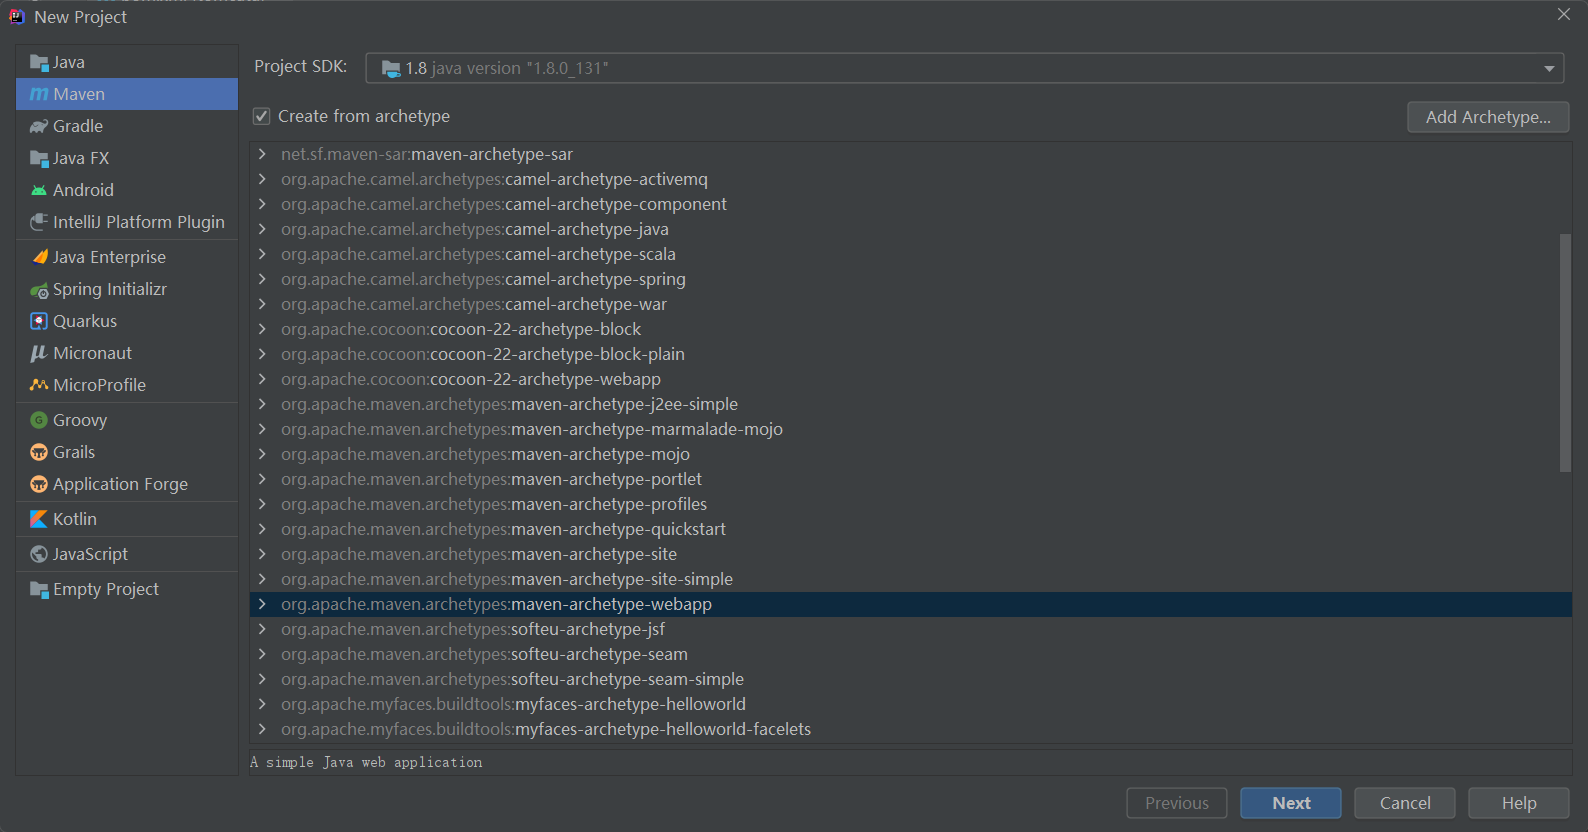 New Project
Java
Maven
Gradle
Java FX
Android
IntelliJ Platform Plugin
Java Enterprise
Spring Initializr
Quarkus
Micronaut
MicroProfile
Groovy
Grails
Application Forge
Kotlin
JavaScript
Empty Project
Project SDK: 1.8 java version "1.8.0_131"
Create from archetype Add Archetype...
net.sf.maven-sar:maven-archetype-sar
org.apache.camel.archetypes:camel-archetype-activemq
org.apache.camel.archetypes:camel-archetype-component
org.apache.camel.archetypes:camel-archetype-java
org.apache.camel.archetypes:camel-archetype-scala
org.apache.camel.archetypes:camel-archetype-spring
org.apache.camel.archetypes:camel-archetype-war
org.apache.cocoon:cocoon-22-archetype-block
org.apache.cocoon:cocoon-22-archetype-block-plain
org.apache.cocoon:cocoon-22-archetype-webapp
org.apache.maven.archetypes:maven-archetype-j2ee-simple
org.apache.maven.archetypes:maven-archetype-marmalade-mojo
org.apache.maven.archetypes:maven-archetype-mojo
org.apache.maven.archetypes:maven-archetype-portlet
org.apache.maven.archetypes:maven-archetype-profiles
org.apache.maven.archetypes:maven-archetype-quickstart
org.apache.maven.archetypes:maven-archetype-site
org.apache.maven.archetypes:maven-archetype-site-simple
org.apache.maven.archetypes:maven-archetype-webapp
org.apache.maven.archetypes:softeu-archetype-jsf
org.apache.maven.archetypes:softeu-archetype-seam
org.apache.maven.archetypes:softeu-archetype-seam-simple
org.apache.myfaces.buildtools:myfaces-archetype-helloworld
org.apache.myfaces.buildtools:myfaces-archetype-helloworld-facelets
A simple Java web application
Previous Next Cancel Help